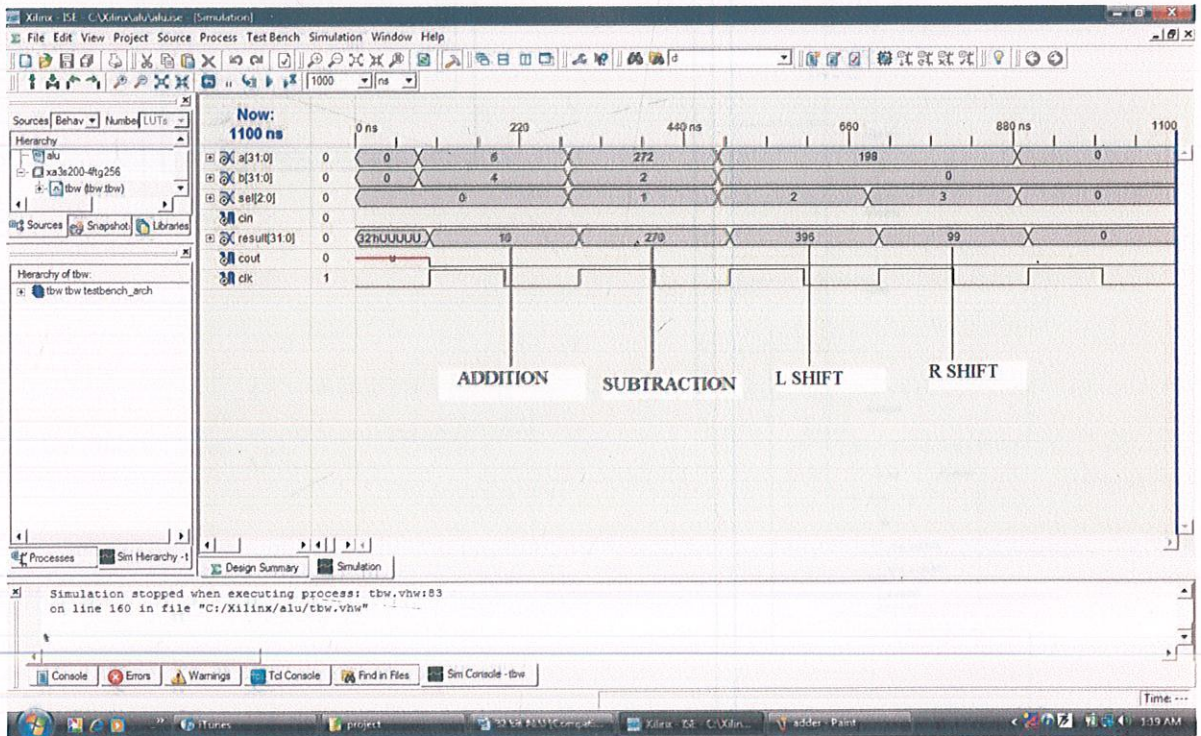 Xilinx - ISE - C:\Xilinx\alu\alu.ise - [Simulation]
File Edit View Project Source Process Test Bench Simulation Window Help
d
1000 ns
Sources Behav Number LUTs
Hierarchy
alu
xa3s200-4ftg256
tbw (tbw.tbw)
Sources Snapshot Libraries
Hierarchy of tbw:
tbw tbw testbench_arch
Processes Sim Hierarchy - t
Now:
1100 ns
0 ns 220 440 ns 660 880 ns 1100
a[31:0] 0 0 6 272 198 0
b[31:0] 0 0 4 2 0
sel[2:0] 0 0 1 2 3 0
cin 0
result[31:0] 0 32'hUUUUU 10 270 396 99 0
cout 0 U
clk 1
ADDITION SUBTRACTION L SHIFT R SHIFT
Design Summary Simulation
Simulation stopped when executing process: tbw.vhw:83
on line 160 in file "C:/Xilinx/alu/tbw.vhw"
Console Errors Warnings Tcl Console Find in Files Sim Console - tbw
Time: ---
iTunes project Xilinx - ISE - C:\Xilin... adder - Paint 1:19 AM